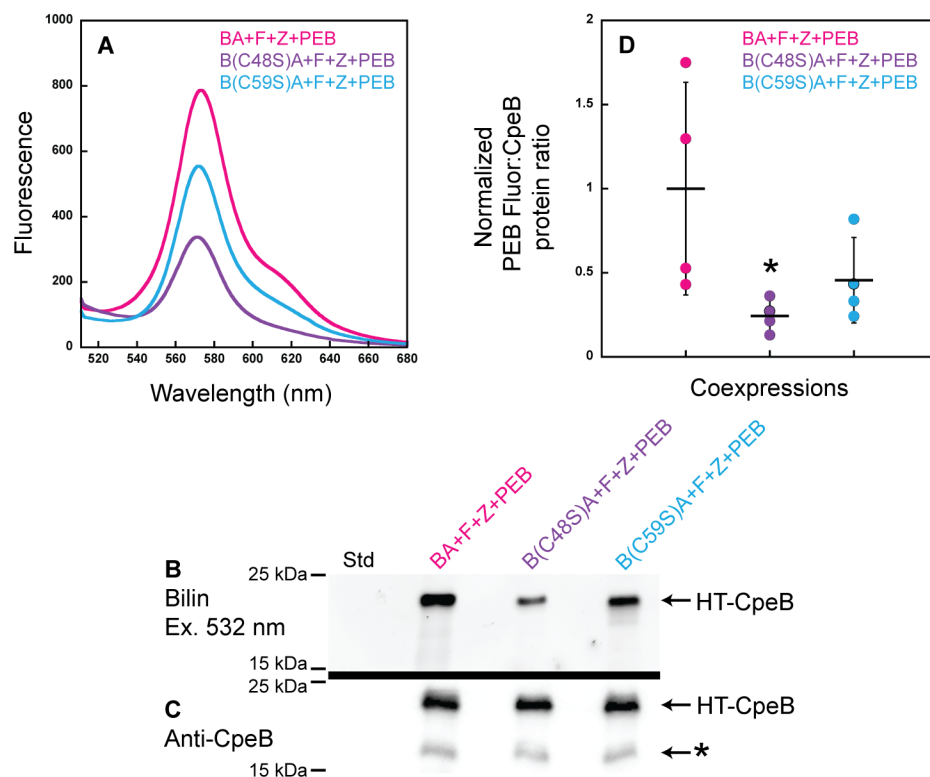 A
BA+F+Z+PEB
B(C48S)A+F+Z+PEB
B(C59S)A+F+Z+PEB
1000
800
600
400
200
0
Fluorescence
520 540 560 580 600 620 640 660 680
Wavelength (nm)
D
BA+F+Z+PEB
B(C48S)A+F+Z+PEB
B(C59S)A+F+Z+PEB
2
1.5
1
0.5
0
Normalized
PEB Fluor:CpeB
protein ratio
*
Coexpressions
Std
BA+F+Z+PEB
B(C48S)A+F+Z+PEB
B(C59S)A+F+Z+PEB
B
Bilin
Ex. 532 nm
25 kDa
15 kDa
HT-CpeB
C
Anti-CpeB
25 kDa
15 kDa
HT-CpeB
*